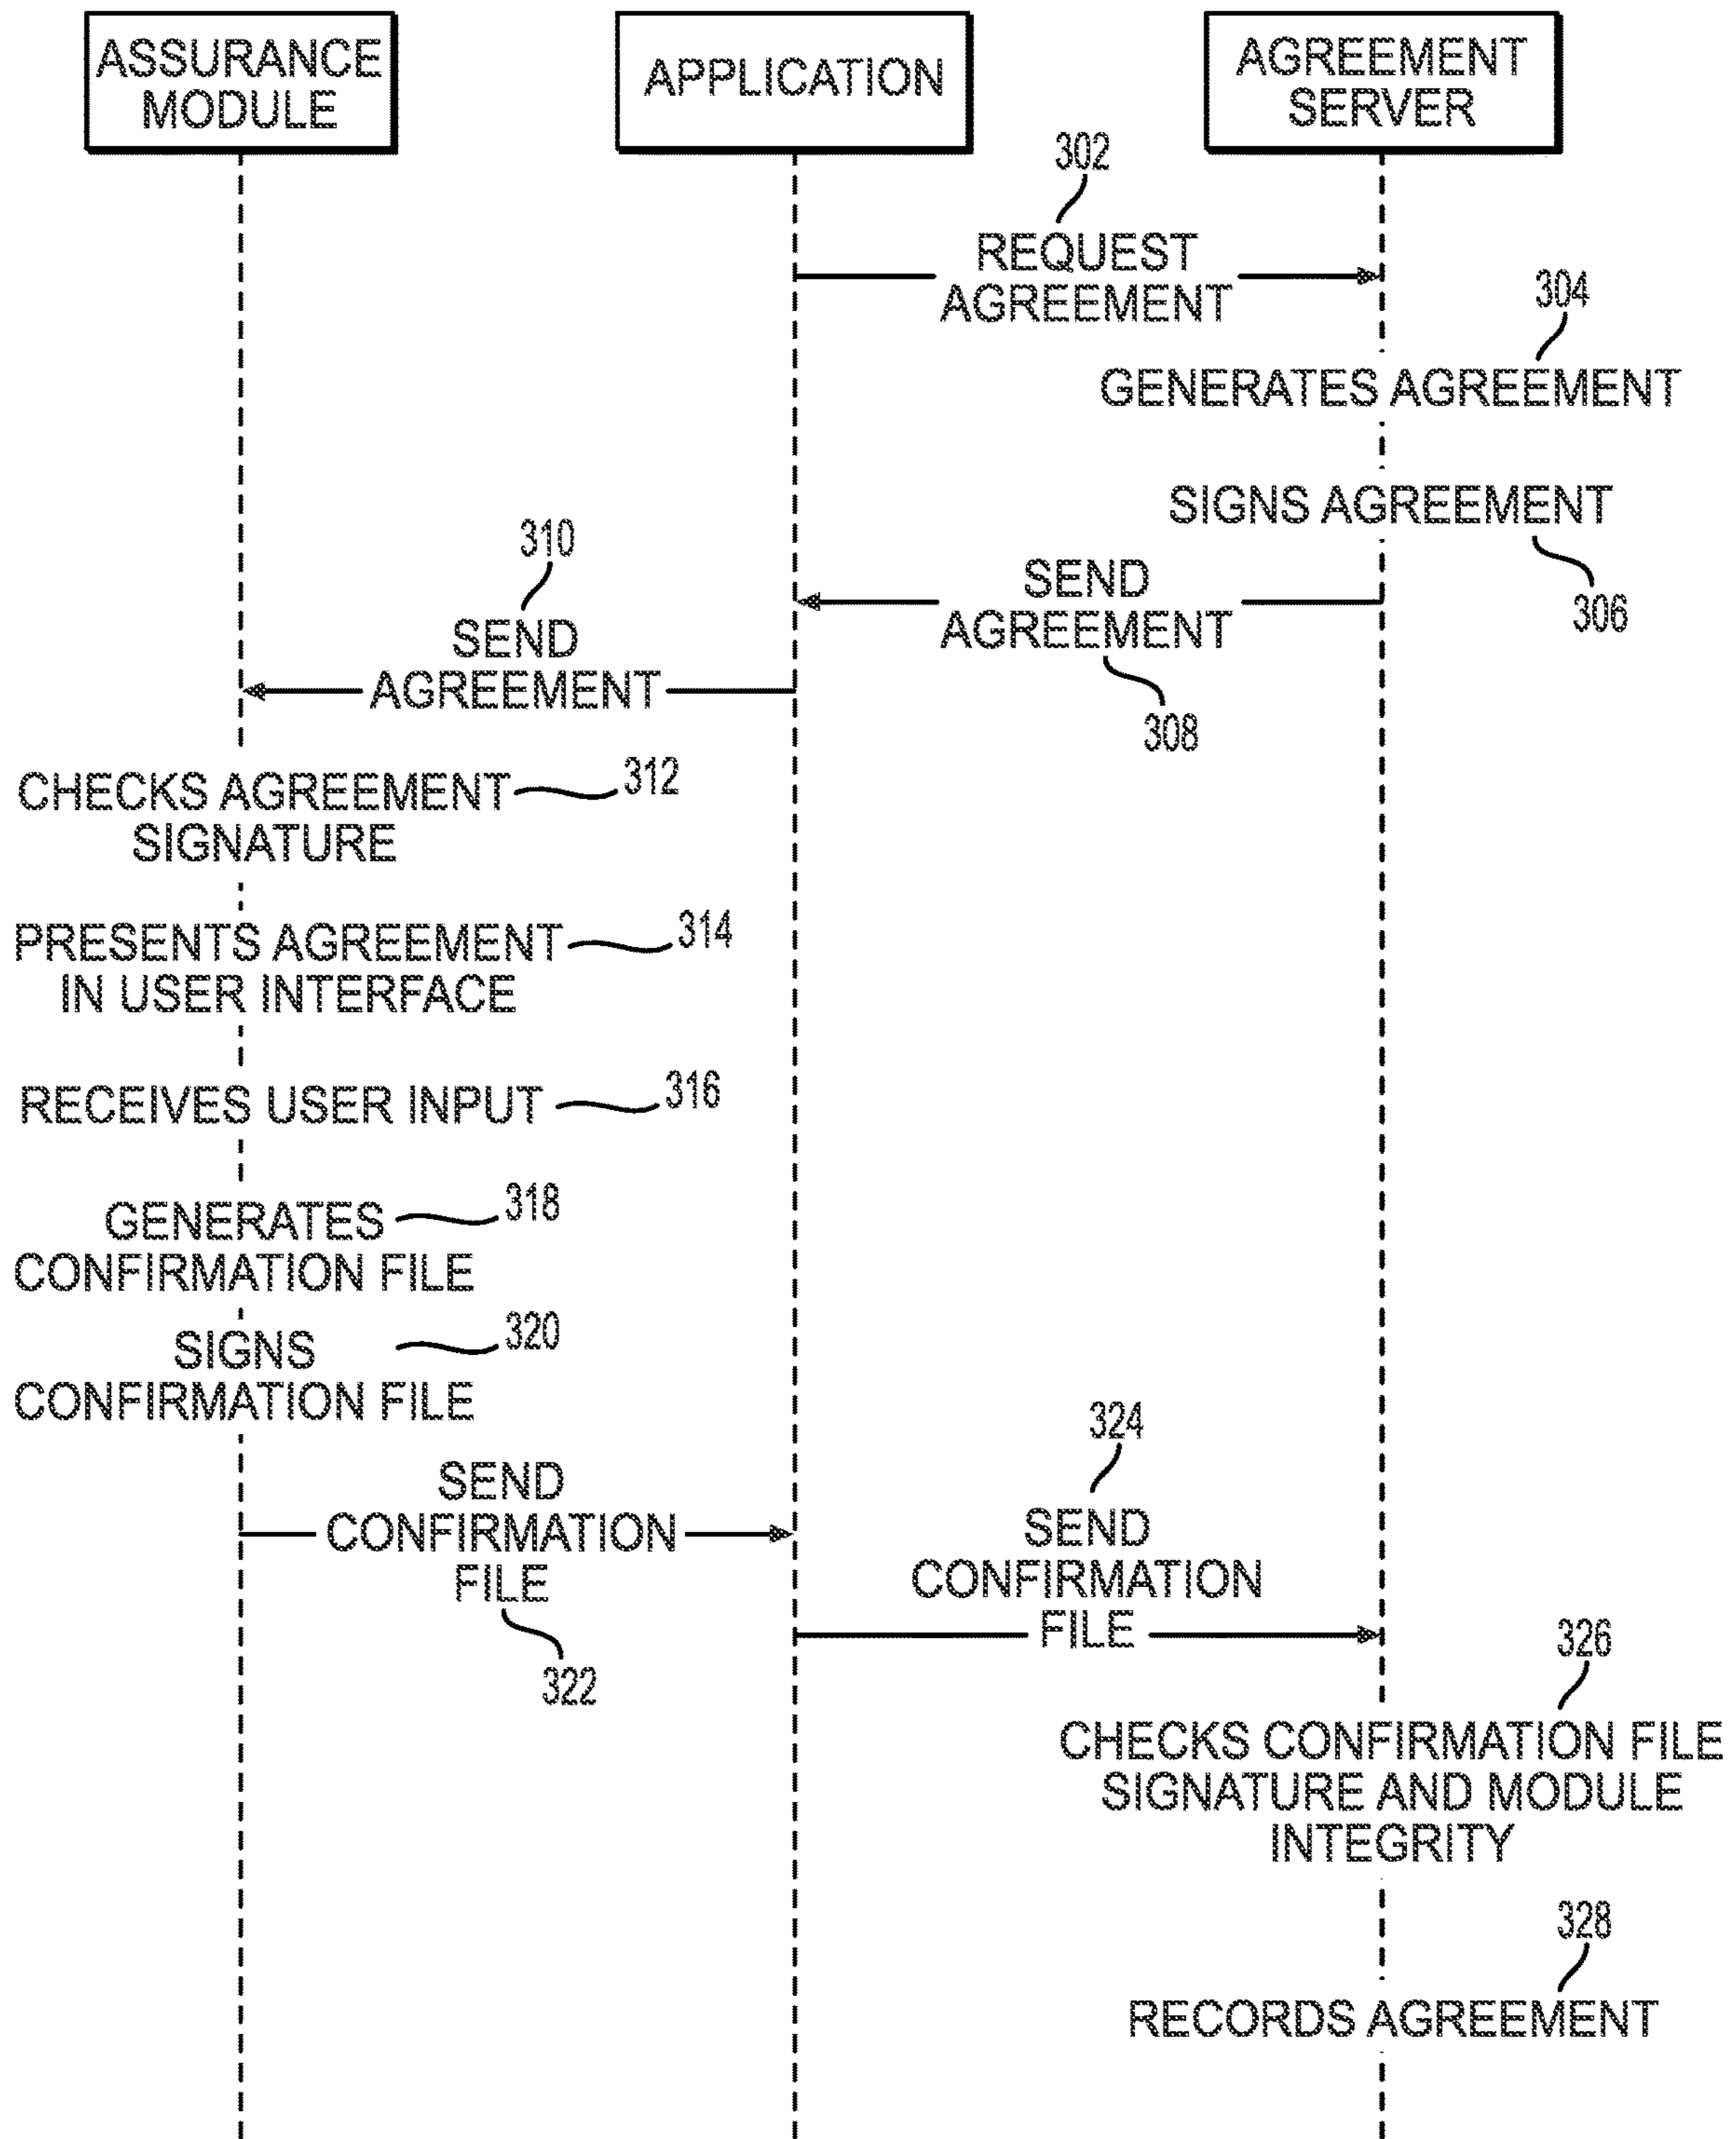 ASSURANCE
MODULE
APPLICATION
AGREEMENT
SERVER
302
REQUEST
AGREEMENT
304
GENERATES AGREEMENT
SIGNS AGREEMENT
306
SEND
AGREEMENT
308
310
SEND
AGREEMENT
CHECKS AGREEMENT
SIGNATURE
312
PRESENTS AGREEMENT
IN USER INTERFACE
314
RECEIVES USER INPUT
316
GENERATES
CONFIRMATION FILE
318
SIGNS
CONFIRMATION FILE
320
SEND
CONFIRMATION
FILE
322
324
SEND
CONFIRMATION
FILE
326
CHECKS CONFIRMATION FILE
SIGNATURE AND MODULE
INTEGRITY
328
RECORDS AGREEMENT